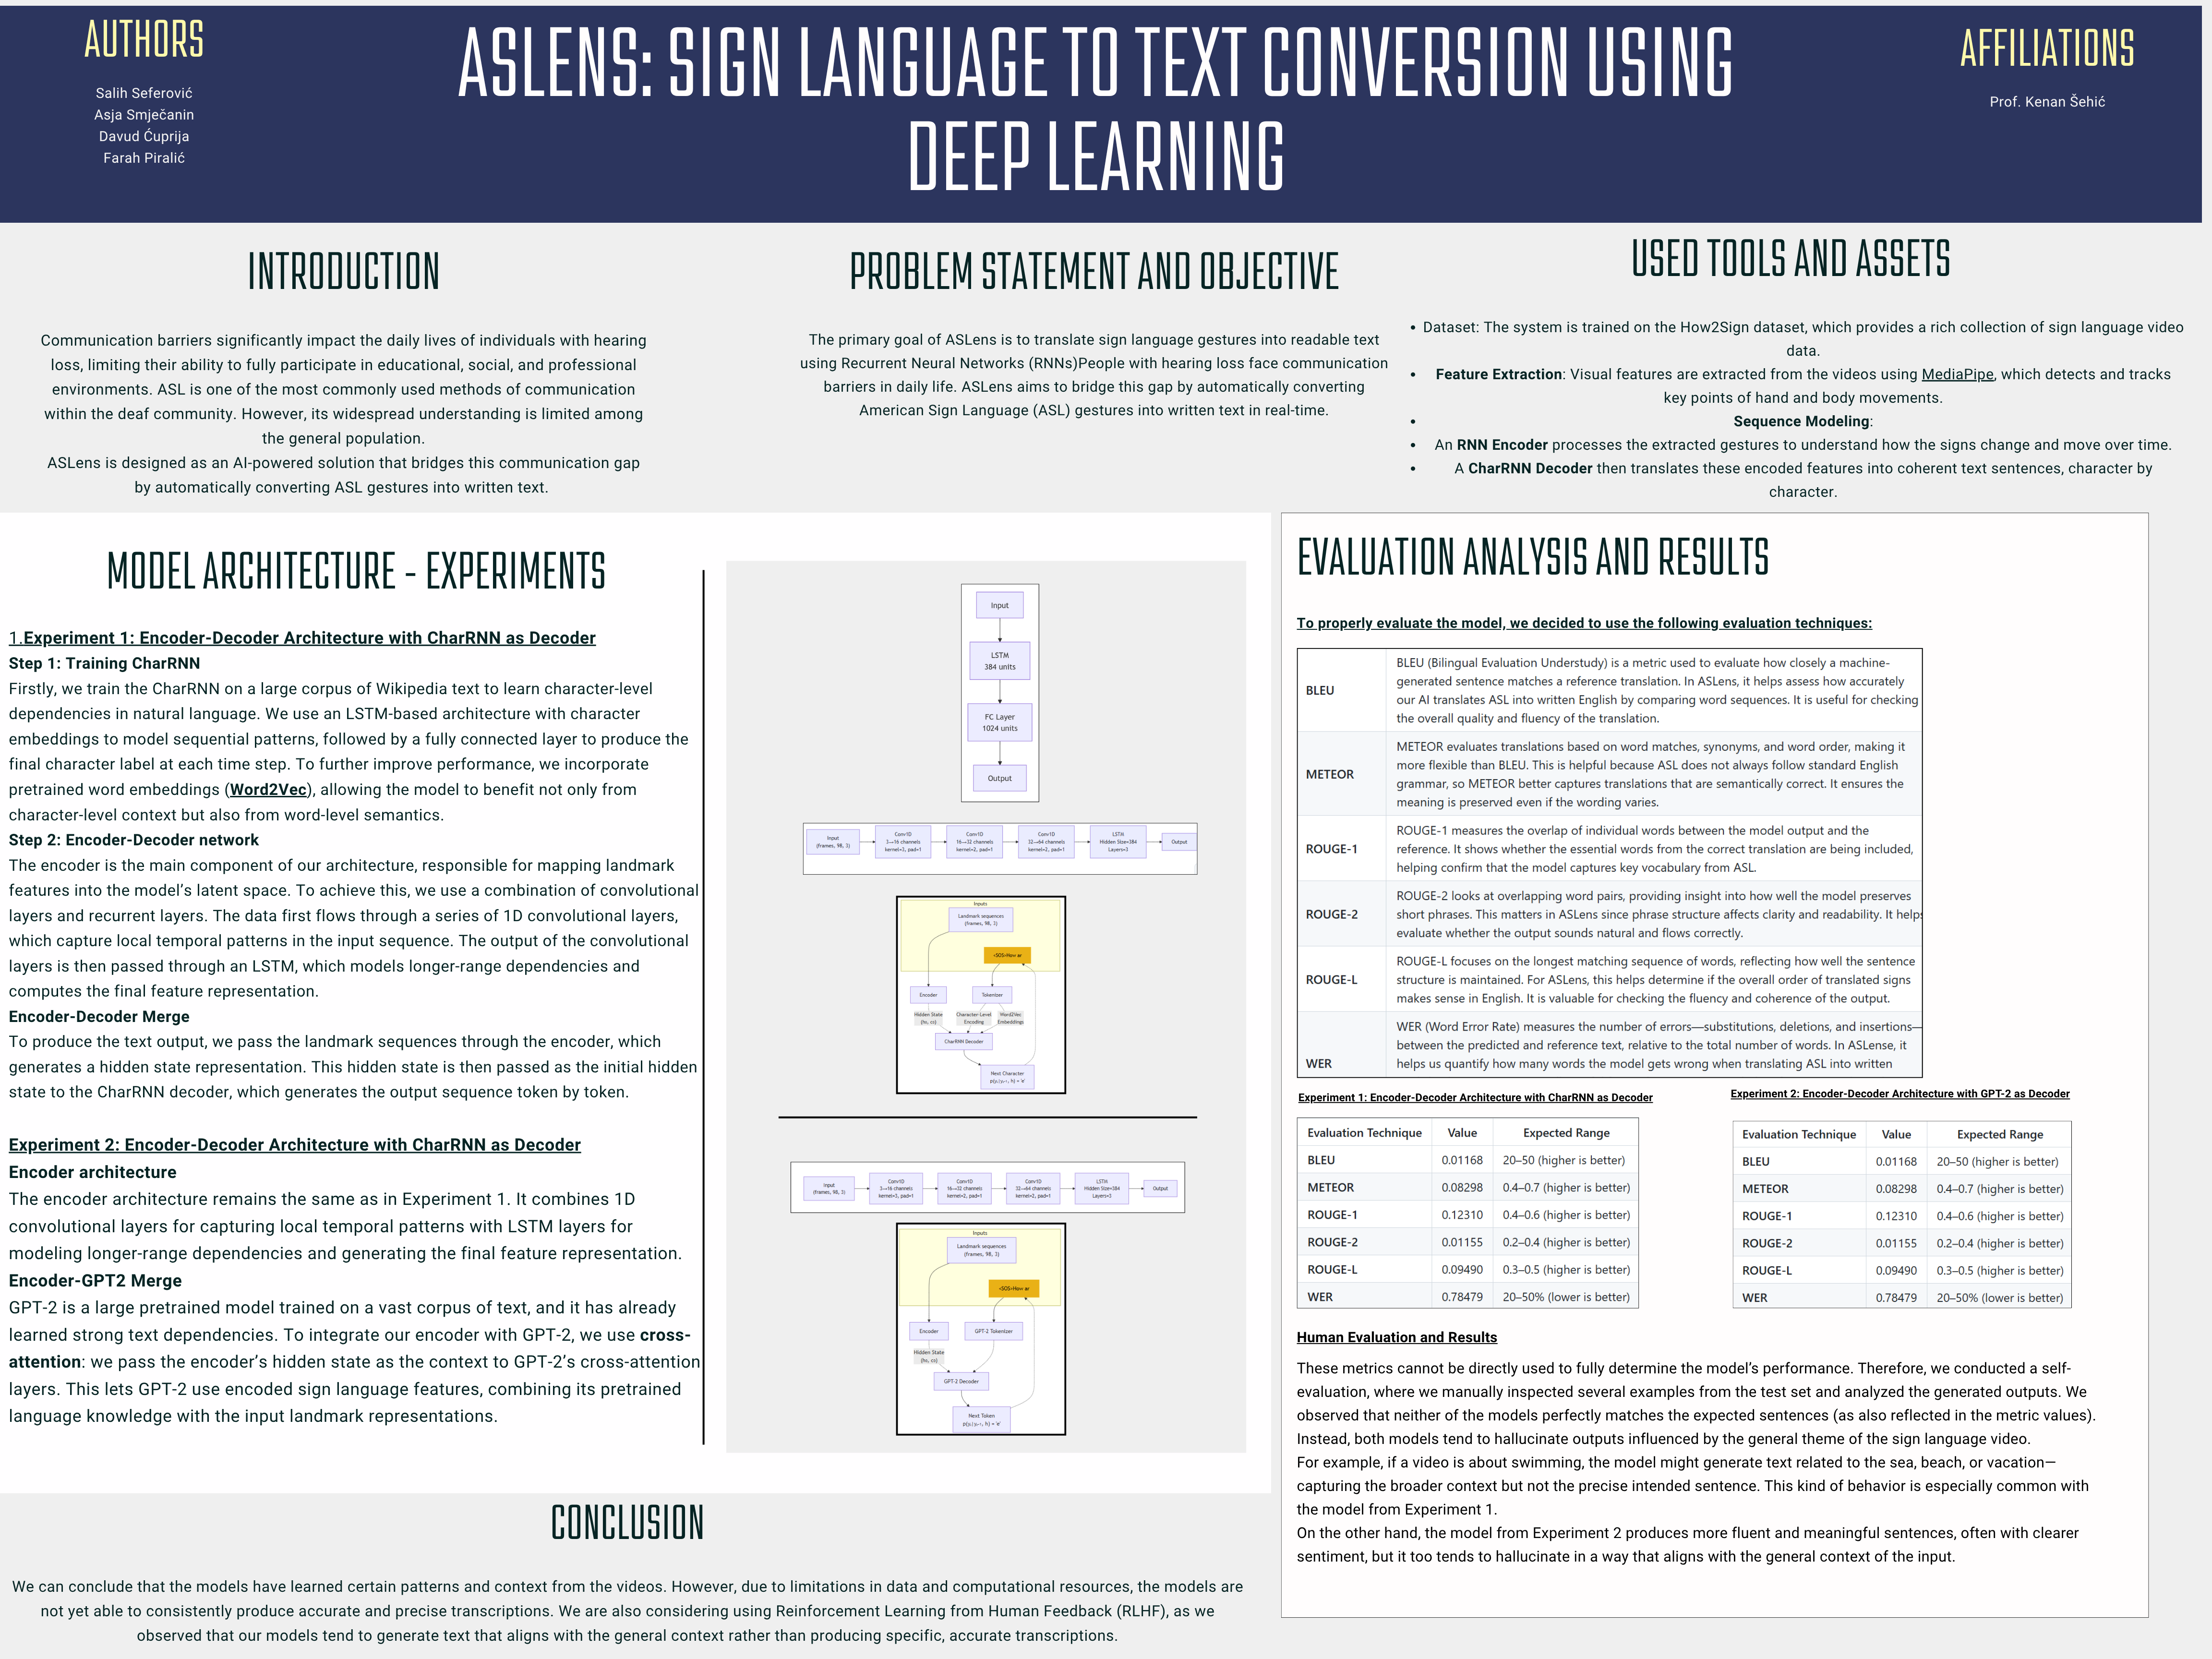 AUTHORS
Salih Seferović
Asja Smječanin
Davud Ćuprija
Farah Piralić
ASLENS: SIGN LANGUAGE TO TEXT CONVERSION USING
DEEP LEARNING
AFFILIATIONS
Prof. Kenan Šehić
INTRODUCTION
Communication barriers significantly impact the daily lives of individuals with hearing
loss, limiting their ability to fully participate in educational, social, and professional
environments. ASL is one of the most commonly used methods of communication
within the deaf community. However, its widespread understanding is limited among
the general population.
ASLens is designed as an AI-powered solution that bridges this communication gap
by automatically converting ASL gestures into written text.
PROBLEM STATEMENT AND OBJECTIVE
The primary goal of ASLens is to translate sign language gestures into readable text
using Recurrent Neural Networks (RNNs)People with hearing loss face communication
barriers in daily life. ASLens aims to bridge this gap by automatically converting
American Sign Language (ASL) gestures into written text in real-time.
USED TOOLS AND ASSETS
• Dataset: The system is trained on the How2Sign dataset, which provides a rich collection of sign language video
data.
• Feature Extraction: Visual features are extracted from the videos using MediaPipe, which detects and tracks
key points of hand and body movements.
• Sequence Modeling:
• An RNN Encoder processes the extracted gestures to understand how the signs change and move over time.
• A CharRNN Decoder then translates these encoded features into coherent text sentences, character by
character.
MODEL ARCHITECTURE - EXPERIMENTS
1.Experiment 1: Encoder-Decoder Architecture with CharRNN as Decoder
Step 1: Training CharRNN
Firstly, we train the CharRNN on a large corpus of Wikipedia text to learn character-level
dependencies in natural language. We use an LSTM-based architecture with character
embeddings to model sequential patterns, followed by a fully connected layer to produce the
final character label at each time step. To further improve performance, we incorporate
pretrained word embeddings (Word2Vec), allowing the model to benefit not only from
character-level context but also from word-level semantics.
Step 2: Encoder-Decoder network
The encoder is the main component of our architecture, responsible for mapping landmark
features into the model's latent space. To achieve this, we use a combination of convolutional
layers and recurrent layers. The data first flows through a series of 1D convolutional layers,
which capture local temporal patterns in the input sequence. The output of the convolutional
layers is then passed through an LSTM, which models longer-range dependencies and
computes the final feature representation.
Encoder-Decoder Merge
To produce the text output, we pass the landmark sequences through the encoder, which
generates a hidden state representation. This hidden state is then passed as the initial hidden
state to the CharRNN decoder, which generates the output sequence token by token.
Experiment 2: Encoder-Decoder Architecture with CharRNN as Decoder
Encoder architecture
The encoder architecture remains the same as in Experiment 1. It combines 1D
convolutional layers for capturing local temporal patterns with LSTM layers for
modeling longer-range dependencies and generating the final feature representation.
Encoder-GPT2 Merge
GPT-2 is a large pretrained model trained on a vast corpus of text, and it has already
learned strong text dependencies. To integrate our encoder with GPT-2, we use cross-
attention: we pass the encoder's hidden state as the context to GPT-2's cross-attention
layers. This lets GPT-2 use encoded sign language features, combining its pretrained
language knowledge with the input landmark representations.
Input
LSTM
384 units
FC Layer
1024 units
Output
Input
(frames, 98, 3)
Conv1D
3→16 channels
kernel=3, pad=1
Conv1D
16→32 channels
kernel=2, pad=1
Conv1D
32→64 channels
kernel=2, pad=1
LSTM
Hidden Size=384
Layers=3
Output
Inputs
Landmark sequences
(frames, 98, 3)
<SOS>How ar
Encoder
Tokenizer
Hidden State
Character-Level
Encoding
Word2Vec
Embeddings
CharRNN Decoder
Next Character
Input
(frames, 98, 3)
Conv1D
3→16 channels
kernel=3, pad=1
Conv1D
16→32 channels
kernel=2, pad=1
Conv1D
32→64 channels
kernel=2, pad=1
LSTM
Hidden Size=384
Layers=3
Output
Inputs
Landmark sequences
(frames, 98, 3)
<SOS>How ar
Encoder
GPT-2 Tokenizer
Hidden State
GPT-2 Decoder
Next Token
EVALUATION ANALYSIS AND RESULTS
To properly evaluate the model, we decided to use the following evaluation techniques:
BLEU
BLEU (Bilingual Evaluation Understudy) is a metric used to evaluate how closely a machine-
generated sentence matches a reference translation. In ASLens, it helps assess how accurately
our AI translates ASL into written English by comparing word sequences. It is useful for checking
the overall quality and fluency of the translation.
METEOR
METEOR evaluates translations based on word matches, synonyms, and word order, making it
more flexible than BLEU. This is helpful because ASL does not always follow standard English
grammar, so METEOR better captures translations that are semantically correct. It ensures the
meaning is preserved even if the wording varies.
ROUGE-1
ROUGE-1 measures the overlap of individual words between the model output and the
reference. It shows whether the essential words from the correct translation are being included,
helping confirm that the model captures key vocabulary from ASL.
ROUGE-2
ROUGE-2 looks at overlapping word pairs, providing insight into how well the model preserves
short phrases. This matters in ASLens since phrase structure affects clarity and readability. It helps
evaluate whether the output sounds natural and flows correctly.
ROUGE-L
ROUGE-L focuses on the longest matching sequence of words, reflecting how well the sentence
structure is maintained. For ASLens, this helps determine if the overall order of translated signs
makes sense in English. It is valuable for checking the fluency and coherence of the output.
WER
WER (Word Error Rate) measures the number of errors—substitutions, deletions, and insertions—
between the predicted and reference text, relative to the total number of words. In ASLense, it
helps us quantify how many words the model gets wrong when translating ASL into written
Experiment 1: Encoder-Decoder Architecture with CharRNN as Decoder
Evaluation Technique Value Expected Range
BLEU 0.01168 20–50 (higher is better)
METEOR 0.08298 0.4–0.7 (higher is better)
ROUGE-1 0.12310 0.4–0.6 (higher is better)
ROUGE-2 0.01155 0.2–0.4 (higher is better)
ROUGE-L 0.09490 0.3–0.5 (higher is better)
WER 0.78479 20–50% (lower is better)
Experiment 2: Encoder-Decoder Architecture with GPT-2 as Decoder
Evaluation Technique Value Expected Range
BLEU 0.01168 20–50 (higher is better)
METEOR 0.08298 0.4–0.7 (higher is better)
ROUGE-1 0.12310 0.4–0.6 (higher is better)
ROUGE-2 0.01155 0.2–0.4 (higher is better)
ROUGE-L 0.09490 0.3–0.5 (higher is better)
WER 0.78479 20–50% (lower is better)
Human Evaluation and Results
These metrics cannot be directly used to fully determine the model's performance. Therefore, we conducted a self-
evaluation, where we manually inspected several examples from the test set and analyzed the generated outputs. We
observed that neither of the models perfectly matches the expected sentences (as also reflected in the metric values).
Instead, both models tend to hallucinate outputs influenced by the general theme of the sign language video.
For example, if a video is about swimming, the model might generate text related to the sea, beach, or vacation—
capturing the broader context but not the precise intended sentence. This kind of behavior is especially common with
the model from Experiment 1.
On the other hand, the model from Experiment 2 produces more fluent and meaningful sentences, often with clearer
sentiment, but it too tends to hallucinate in a way that aligns with the general context of the input.
CONCLUSION
We can conclude that the models have learned certain patterns and context from the videos. However, due to limitations in data and computational resources, the models are
not yet able to consistently produce accurate and precise transcriptions. We are also considering using Reinforcement Learning from Human Feedback (RLHF), as we
observed that our models tend to generate text that aligns with the general context rather than producing specific, accurate transcriptions.